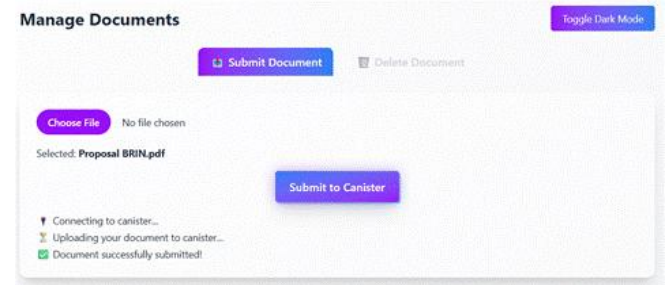 Manage Documents
Toggle Dark Mode
Submit Document
Delete Document
Choose File No file chosen
Selected: Proposal BRIN.pdf
Submit to Canister
Connecting to canister...
Uploading your document to canister...
Document successfully submitted!